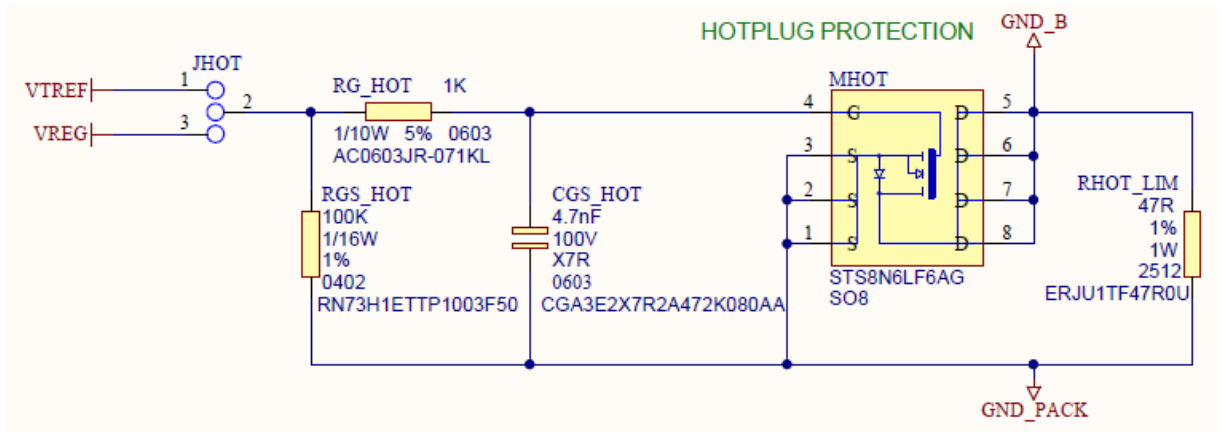 HOTPLUG PROTECTION
GND_B
JHOT
VTREF
1
2
VREG
3
RG_HOT 1K
1/10W 5% 0603
AC0603JR-071KL
MHOT
4 G D 5
3 S D 6
2 S D 7
1 S D 8
STS8N6LF6AG
SO8
RGS_HOT
100K
1/16W
1%
0402
RN73H1ETTP1003F50
CGS_HOT
4.7nF
100V
X7R
0603
CGA3E2X7R2A472K080AA
RHOT_LIM
47R
1%
1W
2512
ERJU1TF47R0U
GND_PACK